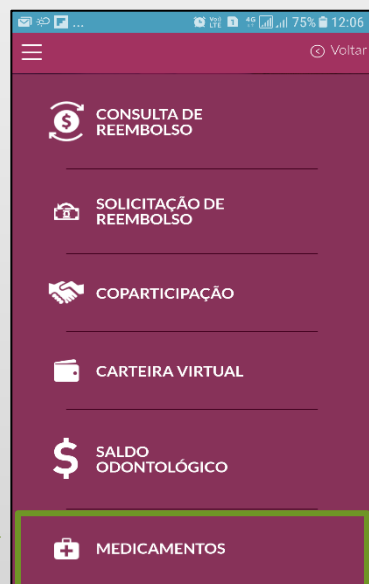 ... 75% 12:06
Voltar
CONSULTA DE
REEMBOLSO
SOLICITAÇÃO DE
REEMBOLSO
COPARTICIPAÇÃO
CARTEIRA VIRTUAL
SALDO
ODONTOLÓGICO
MEDICAMENTOS